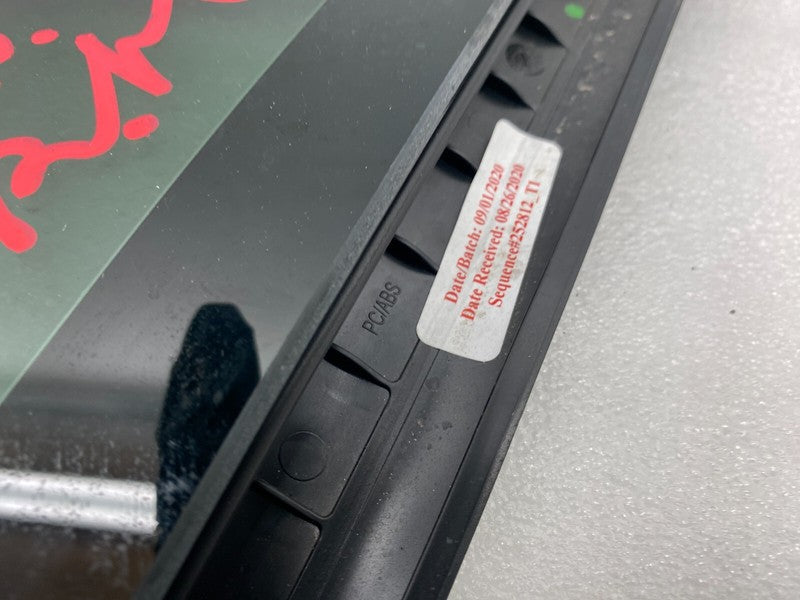 Date/Batch: 09/01/2020
Date Received: 08/26/2020
Sequence#252812_T1
PC/ABS